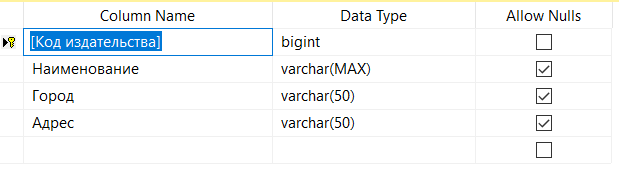 Column Name Data Type Allow Nulls
[Код издательства] bigint
Наименование varchar(MAX)
Город varchar(50)
Адрес varchar(50)